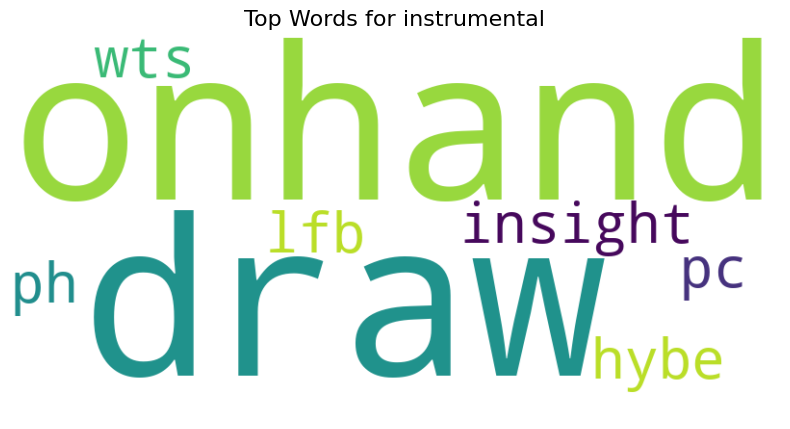 Top Words for instrumental
wts
onhand
lfb
insight
ph
draw
pc
hybe